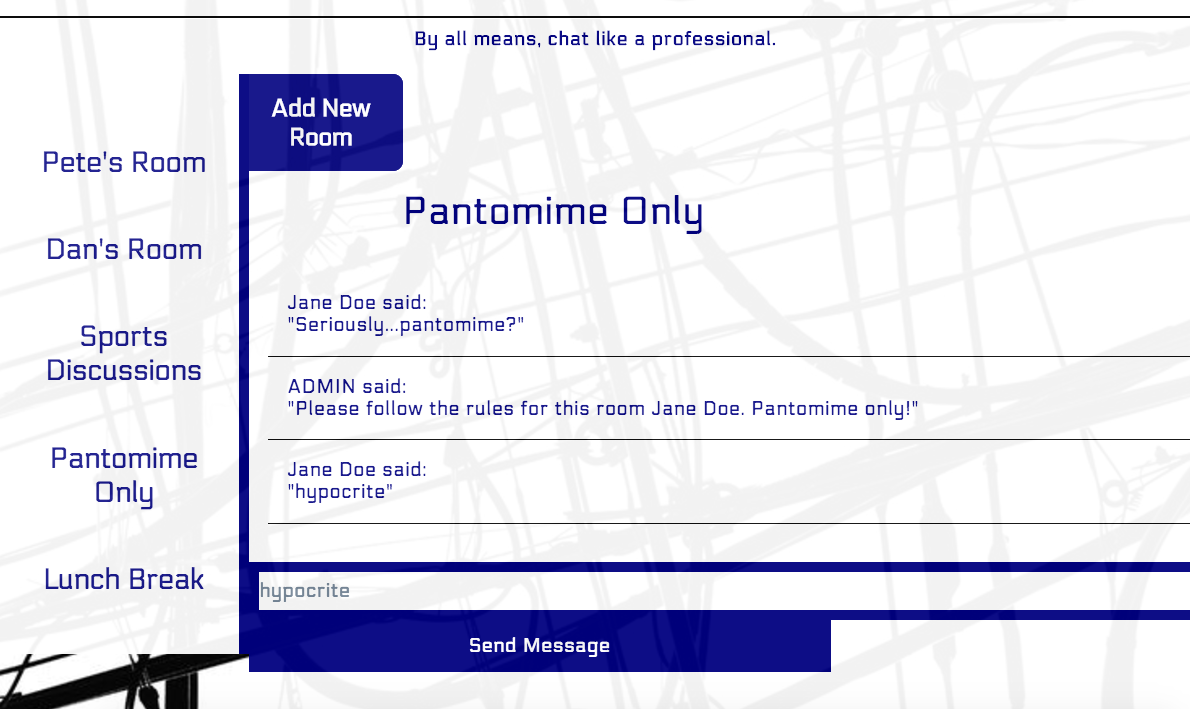 By all means, chat like a professional.
Add New
Room
Pete's Room
Dan's Room
Sports
Discussions
Pantomime
Only
Lunch Break
Pantomime Only
Jane Doe said:
"Seriously...pantomime?"
ADMIN said:
"Please follow the rules for this room Jane Doe. Pantomime only!"
Jane Doe said:
"hypocrite"
hypocrite
Send Message